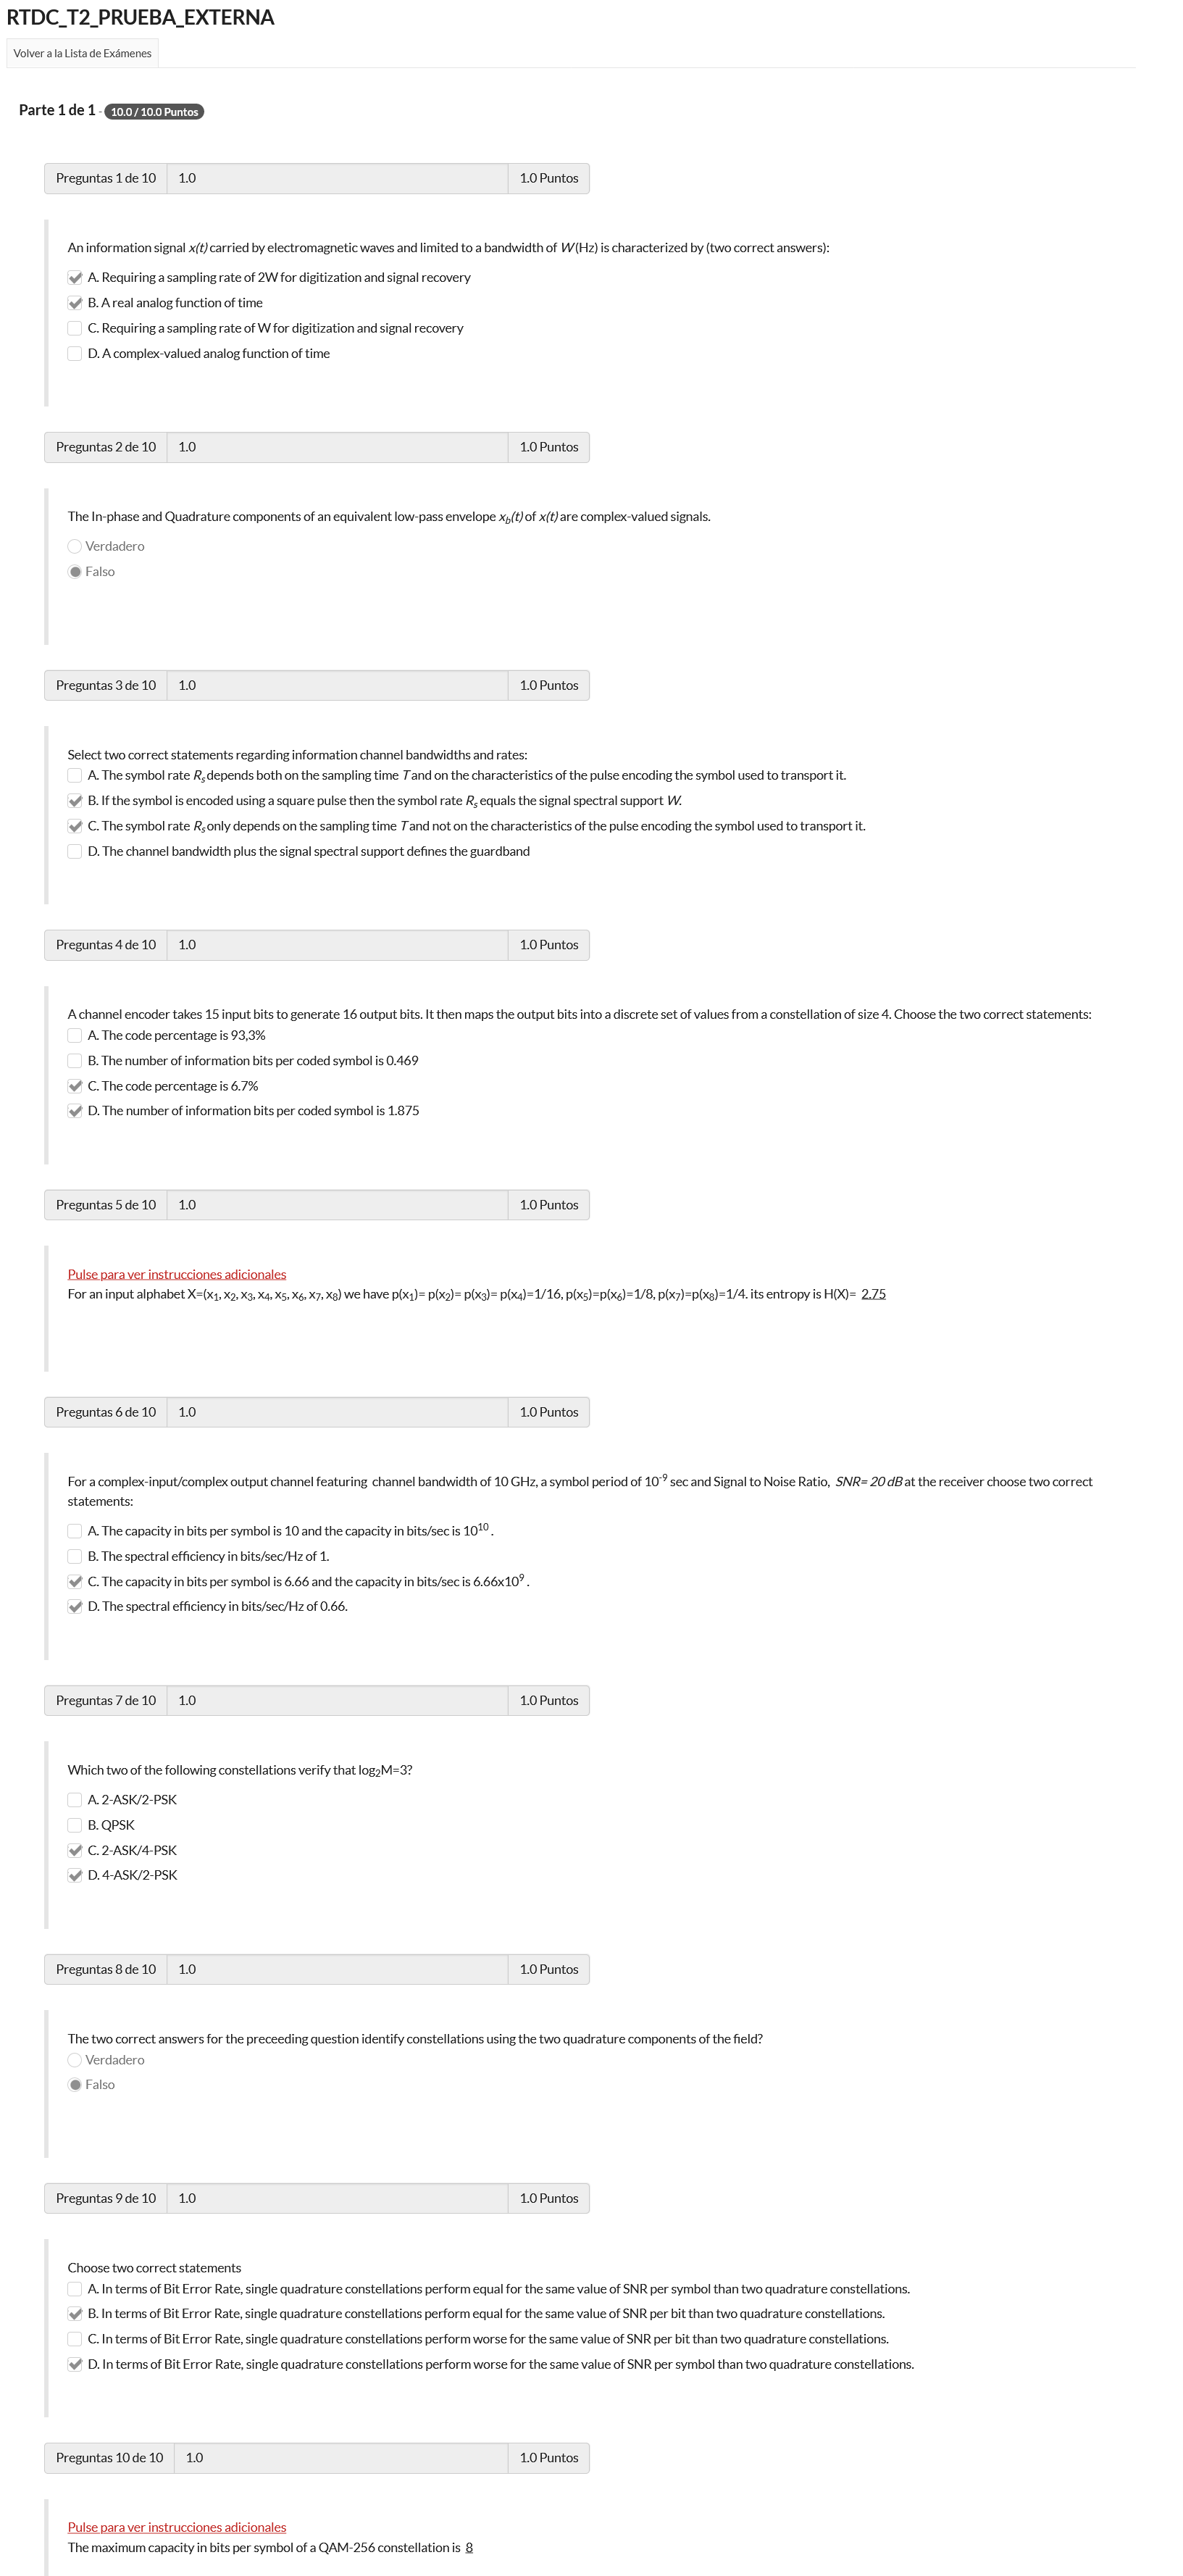 RTDC_T2_PRUEBA_EXTERNA
Volver a la Lista de Exámenes
Parte 1 de 1 - 10.0 / 10.0 Puntos
Preguntas 1 de 10 1.0 1.0 Puntos
An information signal x(t) carried by electromagnetic waves and limited to a bandwidth of W (Hz) is characterized by (two correct answers):
A. Requiring a sampling rate of 2W for digitization and signal recovery
B. A real analog function of time
C. Requiring a sampling rate of W for digitization and signal recovery
D. A complex-valued analog function of time
Preguntas 2 de 10 1.0 1.0 Puntos
The In-phase and Quadrature components of an equivalent low-pass envelope x_b(t) of x(t) are complex-valued signals.
Verdadero
Falso
Preguntas 3 de 10 1.0 1.0 Puntos
Select two correct statements regarding information channel bandwidths and rates:
A. The symbol rate R_s depends both on the sampling time T and on the characteristics of the pulse encoding the symbol used to transport it.
B. If the symbol is encoded using a square pulse then the symbol rate R_s equals the signal spectral support W.
C. The symbol rate R_s only depends on the sampling time T and not on the characteristics of the pulse encoding the symbol used to transport it.
D. The channel bandwidth plus the signal spectral support defines the guardband
Preguntas 4 de 10 1.0 1.0 Puntos
A channel encoder takes 15 input bits to generate 16 output bits. It then maps the output bits into a discrete set of values from a constellation of size 4. Choose the two correct statements:
A. The code percentage is 93,3%
B. The number of information bits per coded symbol is 0.469
C. The code percentage is 6.7%
D. The number of information bits per coded symbol is 1.875
Preguntas 5 de 10 1.0 1.0 Puntos
Pulse para ver instrucciones adicionales
For an input alphabet X=(x₁, x₂, x₃, x₄, x₅, x₆, x₇, x₈) we have p(x₁)= p(x₂)= p(x₃)= p(x₄)=1/16, p(x₅)=p(x₆)=1/8, p(x₇)=p(x₈)=1/4. its entropy is H(X)= 2.75
Preguntas 6 de 10 1.0 1.0 Puntos
For a complex-input/complex output channel featuring channel bandwidth of 10 GHz, a symbol period of 10⁻⁹ sec and Signal to Noise Ratio, SNR= 20 dB at the receiver choose two correct
statements:
A. The capacity in bits per symbol is 10 and the capacity in bits/sec is 10¹⁰ .
B. The spectral efficiency in bits/sec/Hz of 1.
C. The capacity in bits per symbol is 6.66 and the capacity in bits/sec is 6.66x10⁹ .
D. The spectral efficiency in bits/sec/Hz of 0.66.
Preguntas 7 de 10 1.0 1.0 Puntos
Which two of the following constellations verify that log₂M=3?
A. 2-ASK/2-PSK
B. QPSK
C. 2-ASK/4-PSK
D. 4-ASK/2-PSK
Preguntas 8 de 10 1.0 1.0 Puntos
The two correct answers for the preceeding question identify constellations using the two quadrature components of the field?
Verdadero
Falso
Preguntas 9 de 10 1.0 1.0 Puntos
Choose two correct statements
A. In terms of Bit Error Rate, single quadrature constellations perform equal for the same value of SNR per symbol than two quadrature constellations.
B. In terms of Bit Error Rate, single quadrature constellations perform equal for the same value of SNR per bit than two quadrature constellations.
C. In terms of Bit Error Rate, single quadrature constellations perform worse for the same value of SNR per bit than two quadrature constellations.
D. In terms of Bit Error Rate, single quadrature constellations perform worse for the same value of SNR per symbol than two quadrature constellations.
Preguntas 10 de 10 1.0 1.0 Puntos
Pulse para ver instrucciones adicionales
The maximum capacity in bits per symbol of a QAM-256 constellation is 8